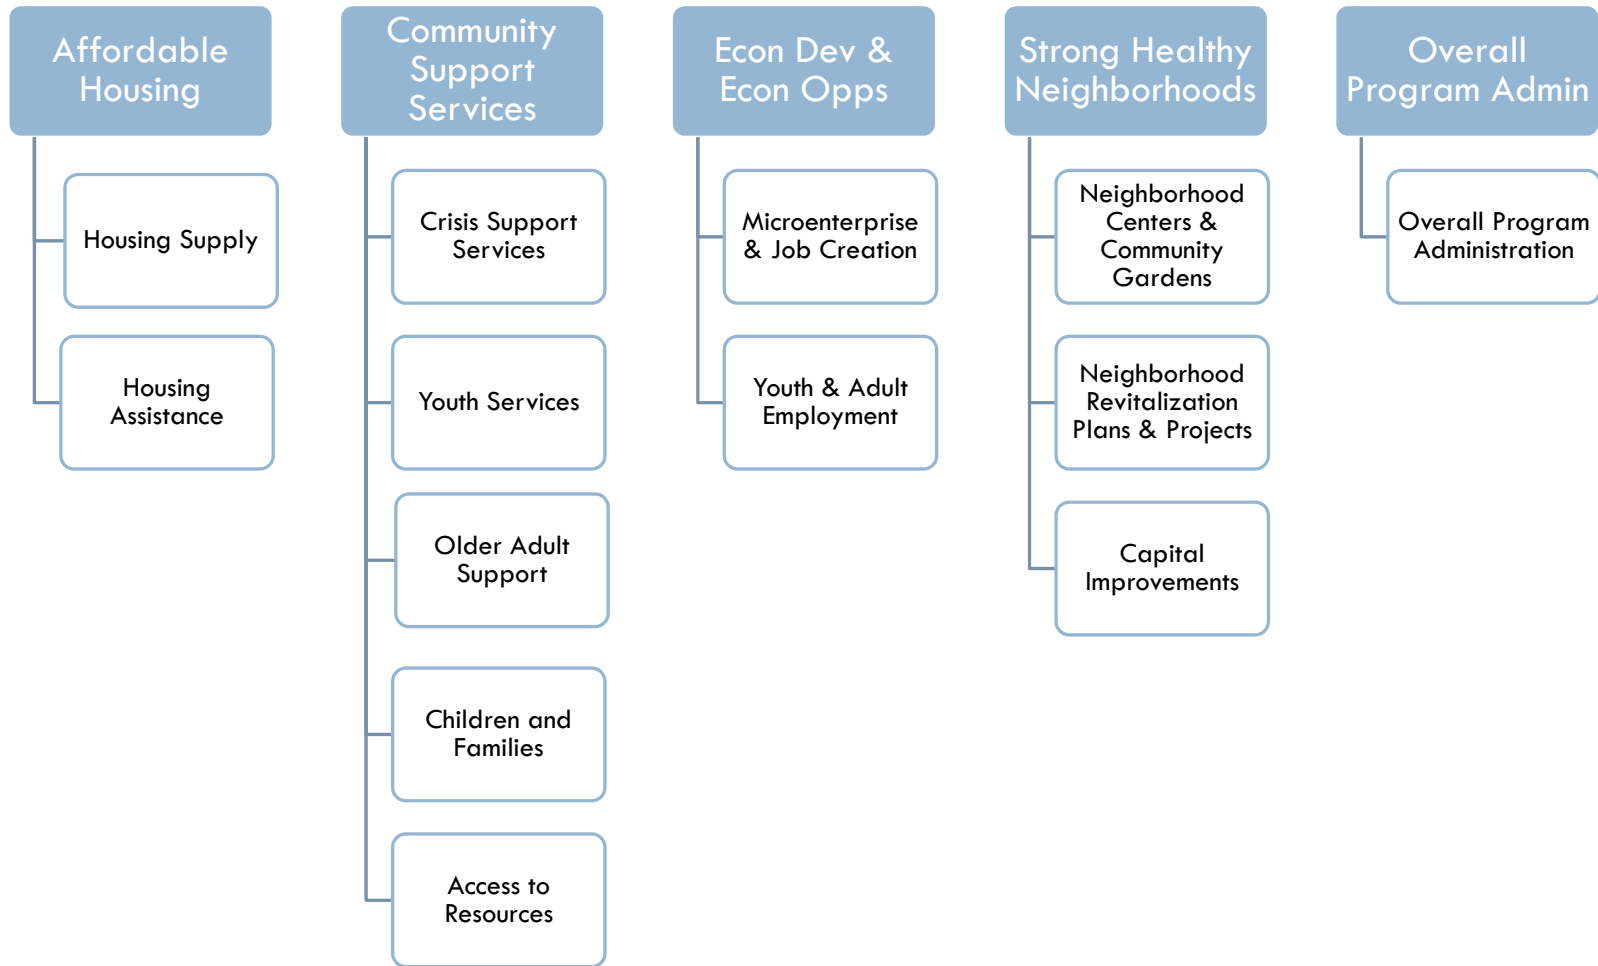 Affordable
Housing
Housing Supply
Housing
Assistance
Community
Support
Services
Crisis Support
Services
Youth Services
Older Adult
Support
Children and
Families
Access to
Resources
Econ Dev &
Econ Opps
Microenterprise
& Job Creation
Youth & Adult
Employment
Strong Healthy
Neighborhoods
Neighborhood
Centers &
Community
Gardens
Neighborhood
Revitalization
Plans & Projects
Capital
Improvements
Overall
Program Admin
Overall Program
Administration